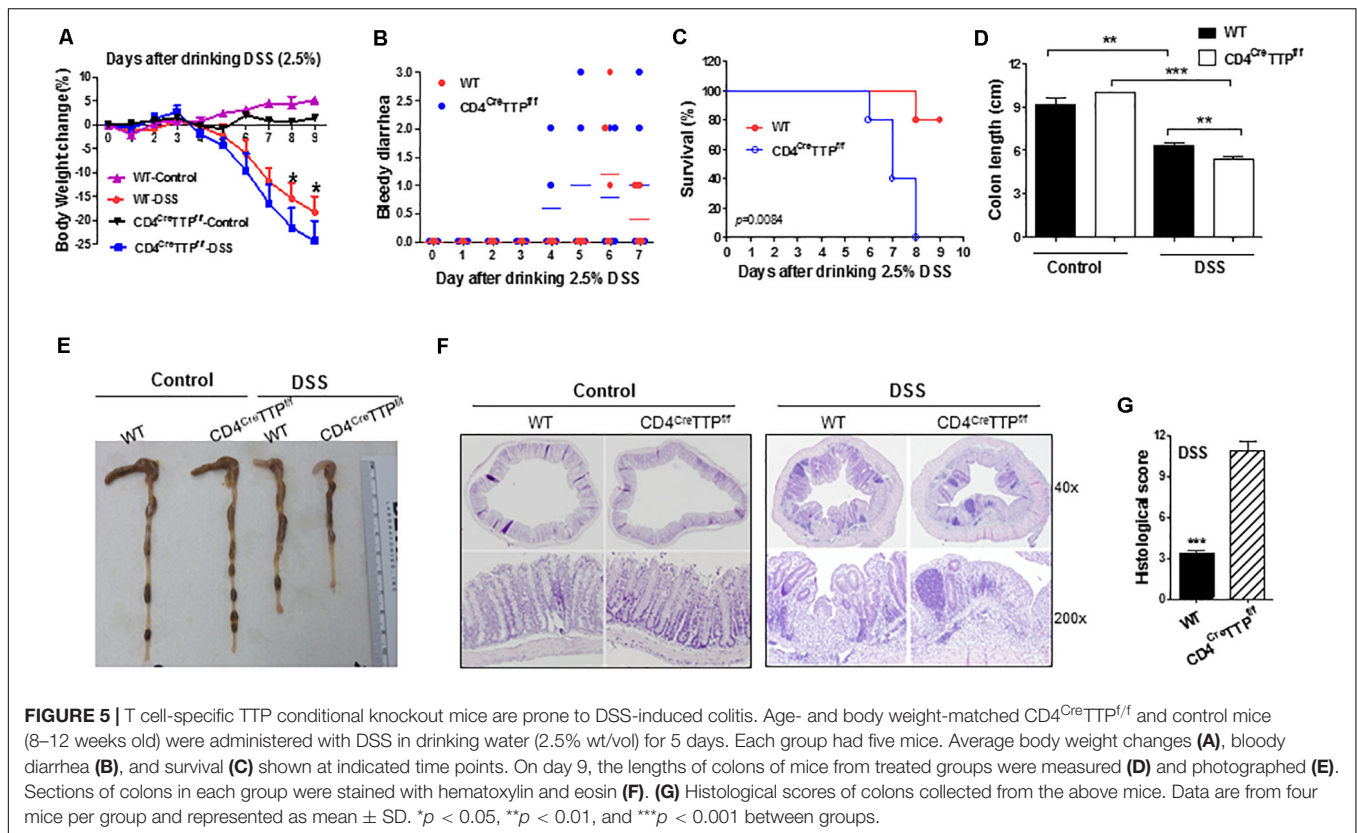 A
Days after drinking DSS (2.5%)
Body Weight change(%)
10
5
0
-5
-10
-15
-20
-25
0 1 2 3 4 5 6 7 8 9
* *
WT-Control
WT-DSS
CD4CreTTPf/f-Control
CD4CreTTPf/f-DSS
B
Bleedy diarrhea
3.0
2.5
2.0
1.5
1.0
0.5
0.0
WT
CD4CreTTPf/f
0 1 2 3 4 5 6 7
Day after drinking 2.5% DSS
C
Survival (%)
120
100
80
60
40
20
0
WT
CD4CreTTPf/f
p=0.0084
0 1 2 3 4 5 6 7 8 9 10
Days after drinking 2.5% DSS
D
WT
CD4CreTTPf/f
Colon length (cm)
12
9
6
3
0
**
***
**
Control DSS
E
Control DSS
WT CD4CreTTPf/f WT CD4CreTTPf/f
F
Control DSS
WT CD4CreTTPf/f WT CD4CreTTPf/f
40x
200x
G
Histological score
12
9
6
3
0
DSS
***
WT CD4CreTTPf/f
FIGURE 5 | T cell-specific TTP conditional knockout mice are prone to DSS-induced colitis. Age- and body weight-matched CD4CreTTPf/f and control mice
(8–12 weeks old) were administered with DSS in drinking water (2.5% wt/vol) for 5 days. Each group had five mice. Average body weight changes (A), bloody
diarrhea (B), and survival (C) shown at indicated time points. On day 9, the lengths of colons of mice from treated groups were measured (D) and photographed (E).
Sections of colons in each group were stained with hematoxylin and eosin (F). (G) Histological scores of colons collected from the above mice. Data are from four
mice per group and represented as mean ± SD. *p < 0.05, **p < 0.01, and ***p < 0.001 between groups.